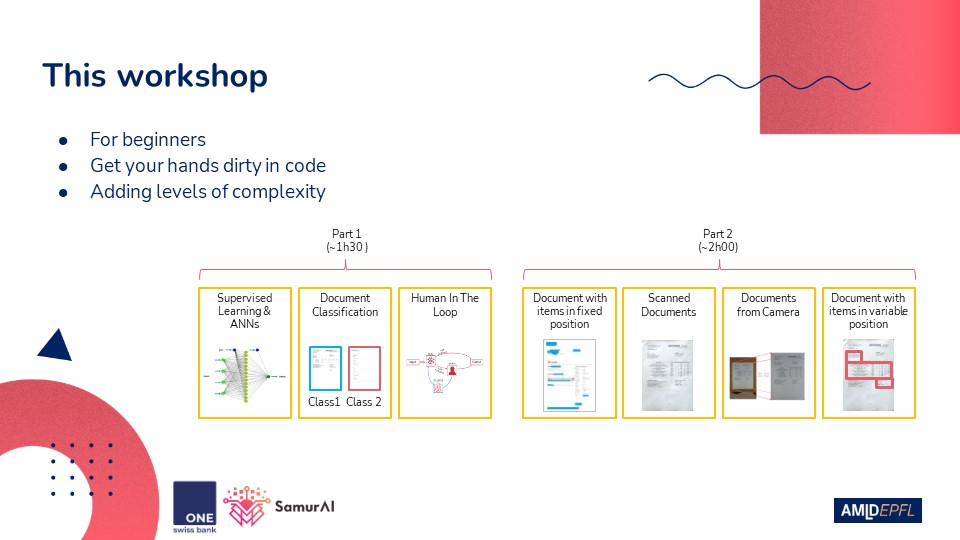 This workshop
● For beginners
● Get your hands dirty in code
● Adding levels of complexity
Part 1
(~1h30 )
Part 2
(~2h00)
Supervised
Learning &
ANNs
Document
Classification
Class1 Class 2
Human In The
Loop
Document with
items in fixed
position
Scanned
Documents
Documents
from Camera
Document with
items in variable
position
ONE
swiss bank
SamurAI
AMLDEPFL